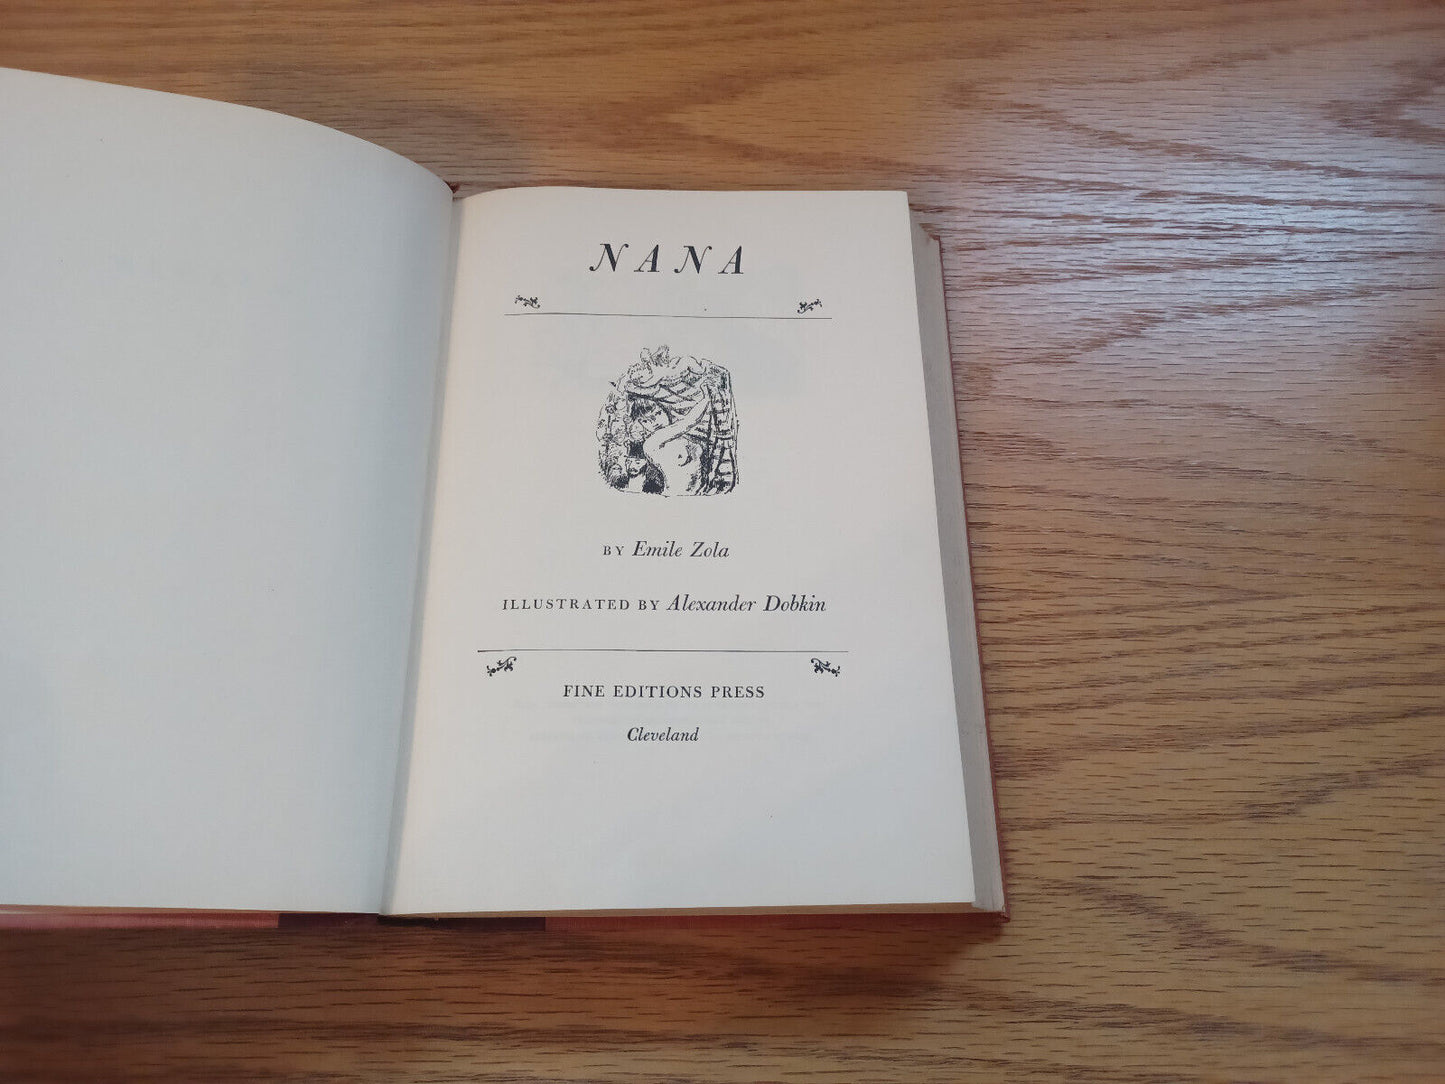 NANA
BY Emile Zola
ILLUSTRATED BY Alexander Dobkin
FINE EDITIONS PRESS
Cleveland